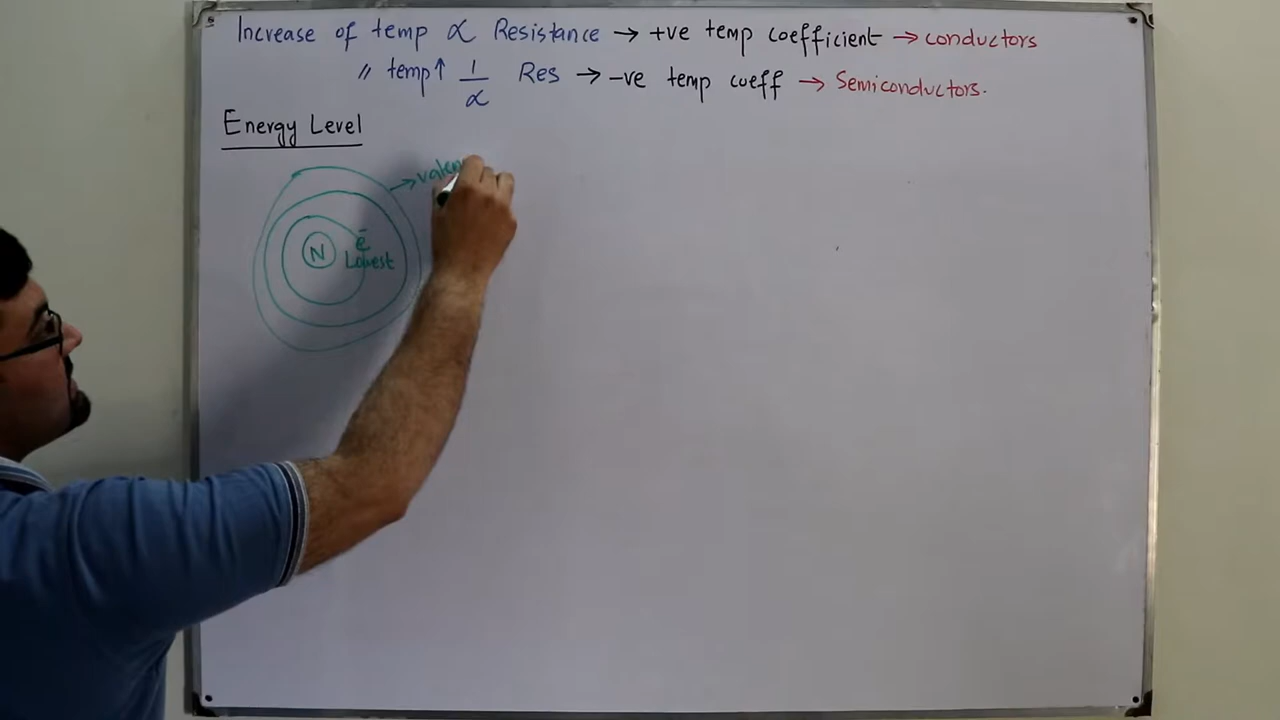 Increase of temp ∝ Resistance → +ve temp coefficient → conductors
〃 temp↑ 1/∝ Res → -ve temp coeff → Semiconductors.
Energy Level
→ valen
N
ē
Lowest